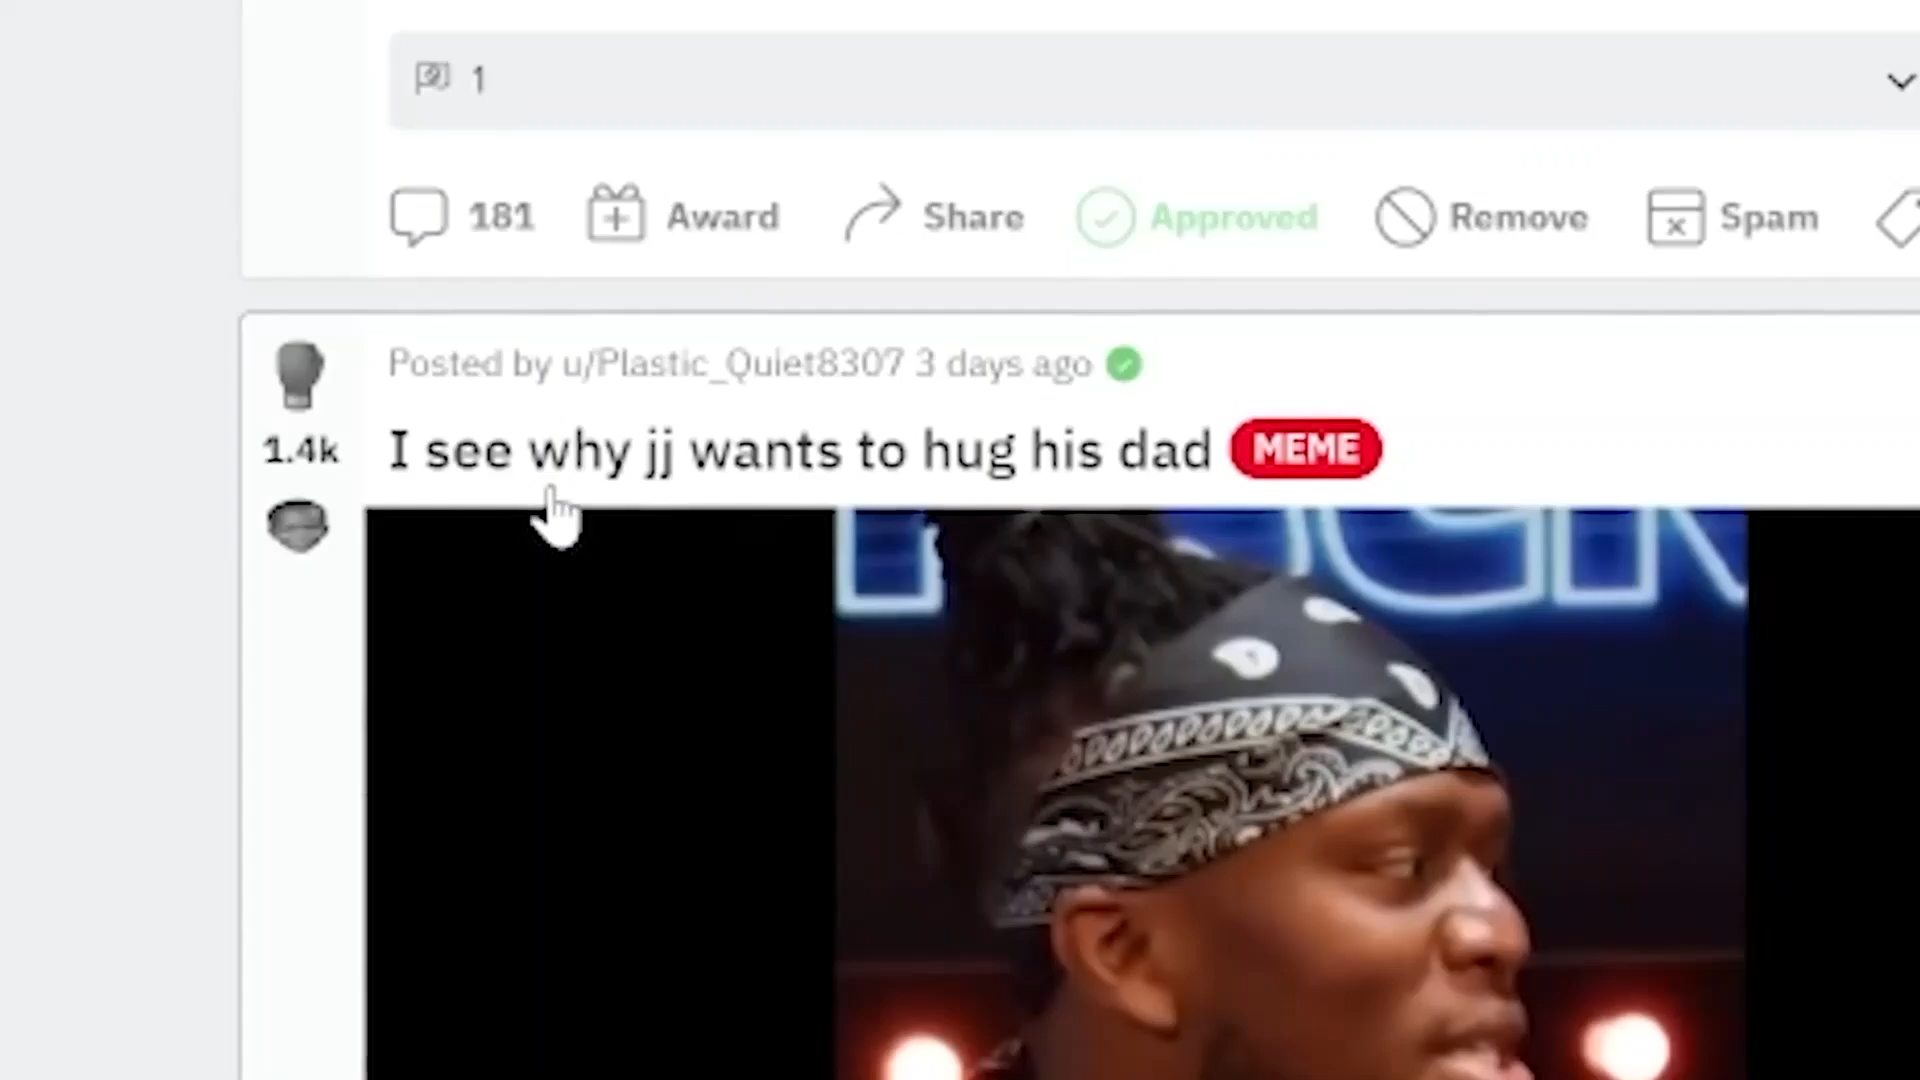 1
181 Award Share Approved Remove Spam
Posted by u/Plastic_Quiet8307 3 days ago
1.4k
I see why jj wants to hug his dad MEME